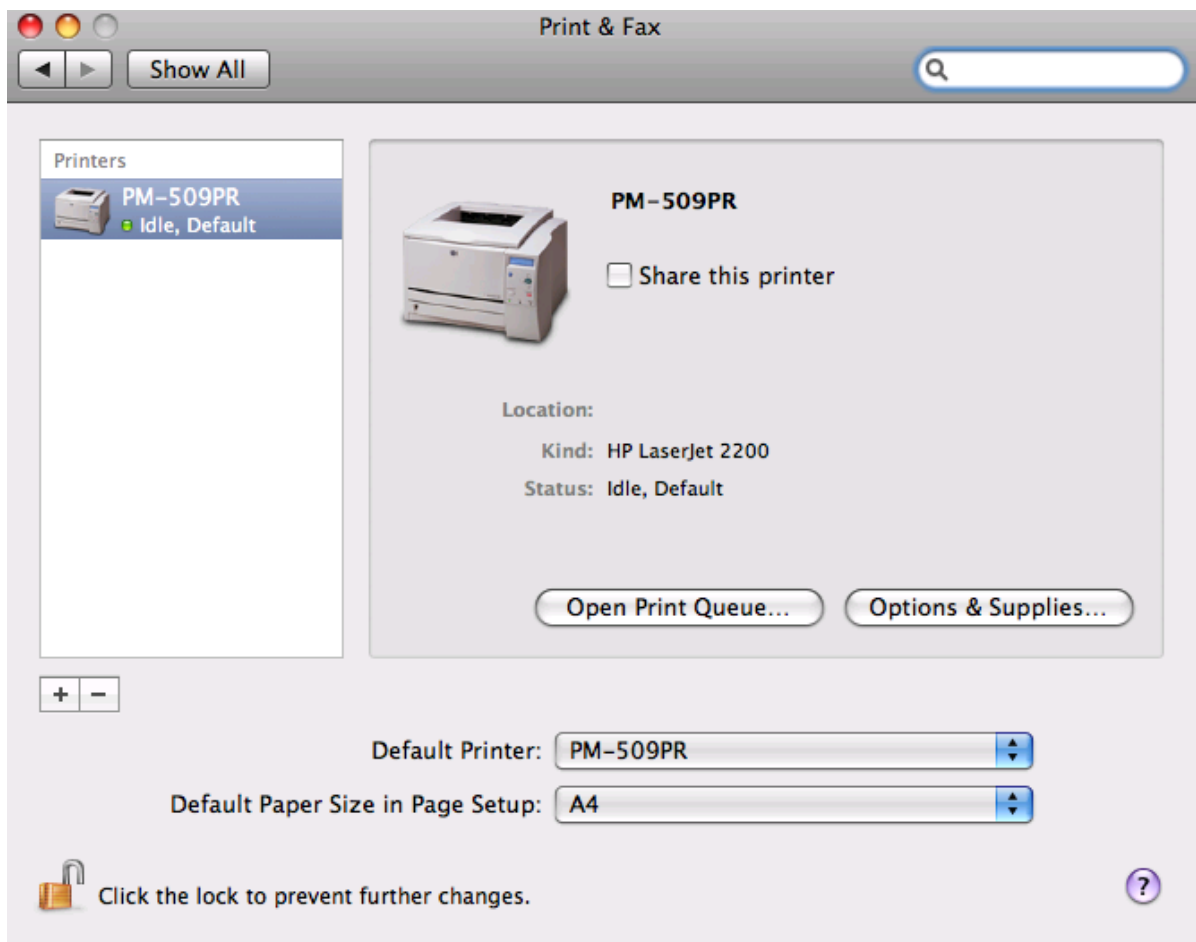 Print & Fax
Show All
Printers
PM-509PR
Idle, Default
PM-509PR
Share this printer
Location:
Kind: HP LaserJet 2200
Status: Idle, Default
Open Print Queue... Options & Supplies...
+ −
Default Printer: PM-509PR
Default Paper Size in Page Setup: A4
Click the lock to prevent further changes.
?